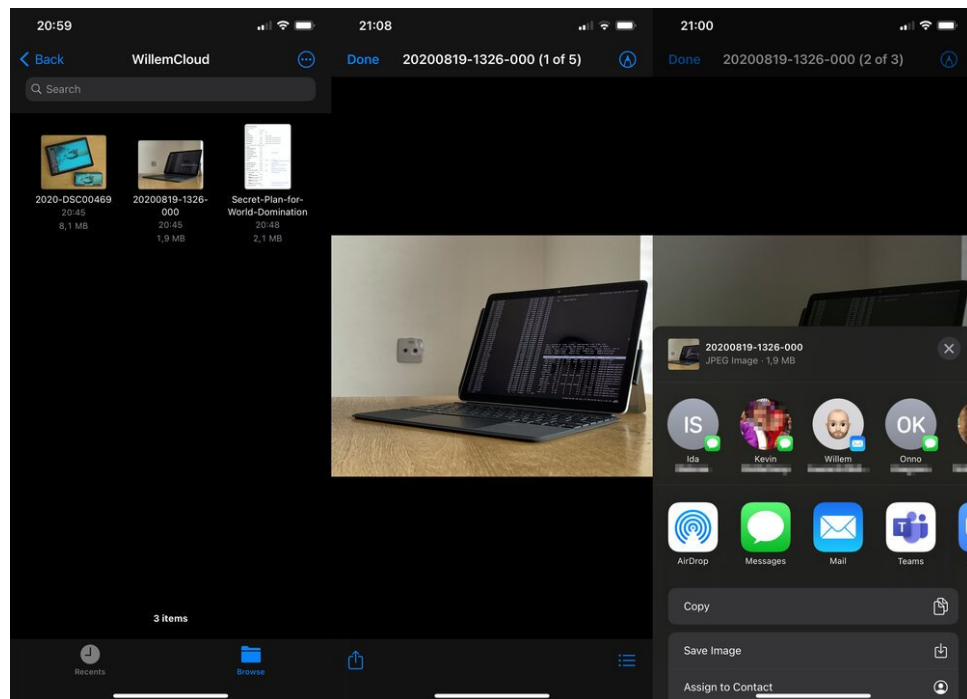 20:59
Back
WillemCloud
Search
2020-DSC00469
20:45
8,1 MB
20200819-1326-
000
20:45
1,9 MB
Secret-Plan-for-
World-Domination
20:48
2,1 MB
3 items
Recents
Browse
21:08
Done
20200819-1326-000 (1 of 5)
21:00
Done
20200819-1326-000 (2 of 3)
20200819-1326-000
JPEG Image · 1,9 MB
IS
OK
Ida
Kevin
Willem
Onno
AirDrop
Messages
Mail
Teams
Copy
Save Image
Assign to Contact